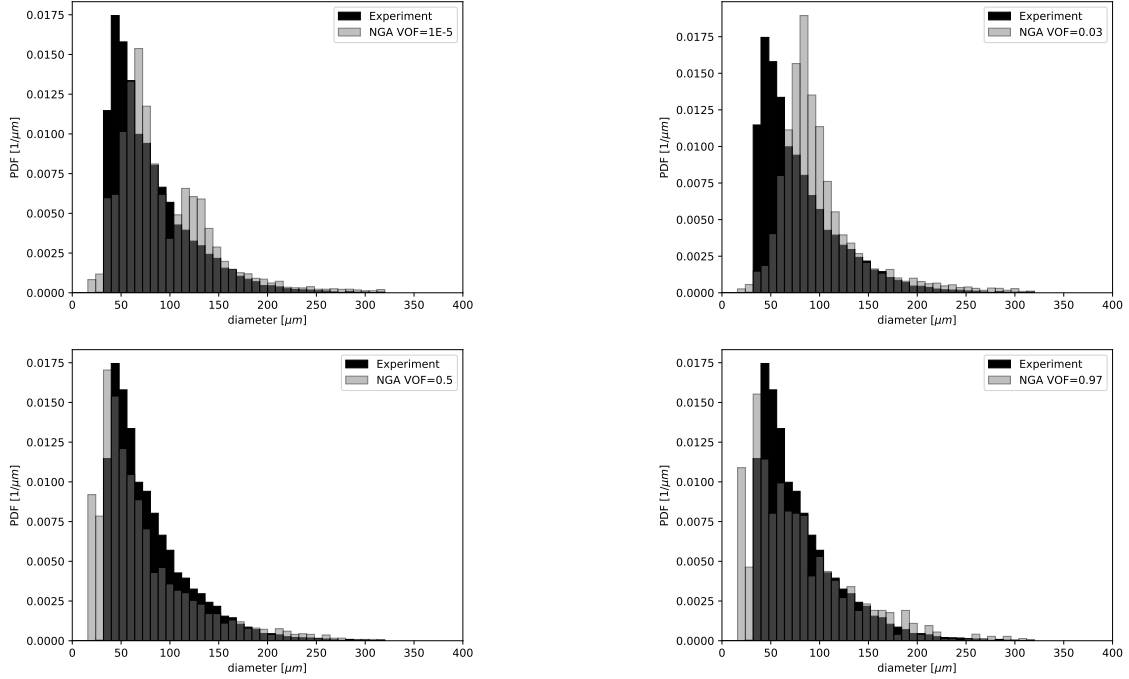 Experiment
NGA VOF=1E-5
PDF [1/μm]
0.0175
0.0150
0.0125
0.0100
0.0075
0.0050
0.0025
0.0000
0 50 100 150 200 250 300 350 400
diameter [μm]
Experiment
NGA VOF=0.03
PDF [1/μm]
0.0175
0.0150
0.0125
0.0100
0.0075
0.0050
0.0025
0.0000
0 50 100 150 200 250 300 350 400
diameter [μm]
Experiment
NGA VOF=0.5
PDF [1/μm]
0.0175
0.0150
0.0125
0.0100
0.0075
0.0050
0.0025
0.0000
0 50 100 150 200 250 300 350 400
diameter [μm]
Experiment
NGA VOF=0.97
PDF [1/μm]
0.0175
0.0150
0.0125
0.0100
0.0075
0.0050
0.0025
0.0000
0 50 100 150 200 250 300 350 400
diameter [μm]